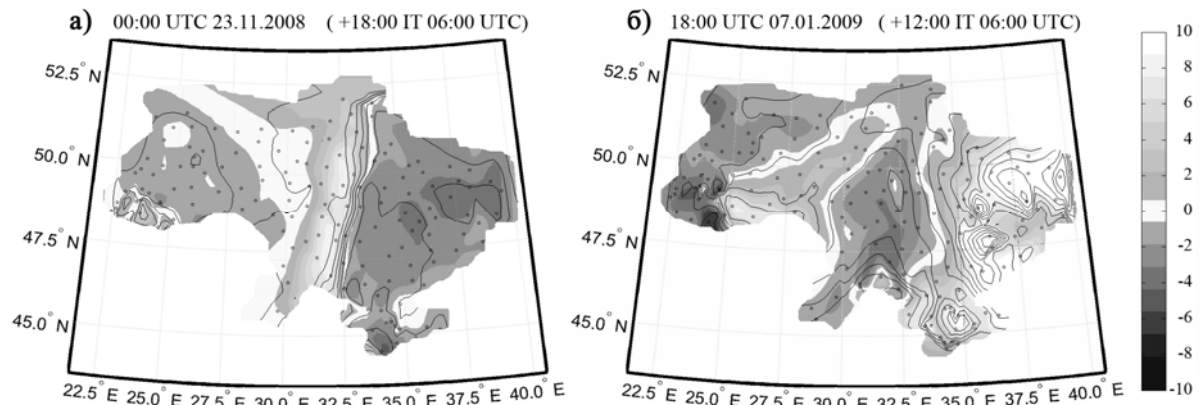 а) 00:00 UTC 23.11.2008 ( +18:00 IT 06:00 UTC)
52.5° N
50.0° N
47.5° N
45.0° N
22.5° E 25.0° E 27.5° E 30.0° E 32.5° E 35.0° E 37.5° E 40.0° E
б) 18:00 UTC 07.01.2009 ( +12:00 IT 06:00 UTC)
52.5° N
50.0° N
47.5° N
45.0° N
22.5° E 25.0° E 27.5° E 30.0° E 32.5° E 35.0° E 37.5° E 40.0° E
10
8
6
4
2
0
-2
-4
-6
-8
-10